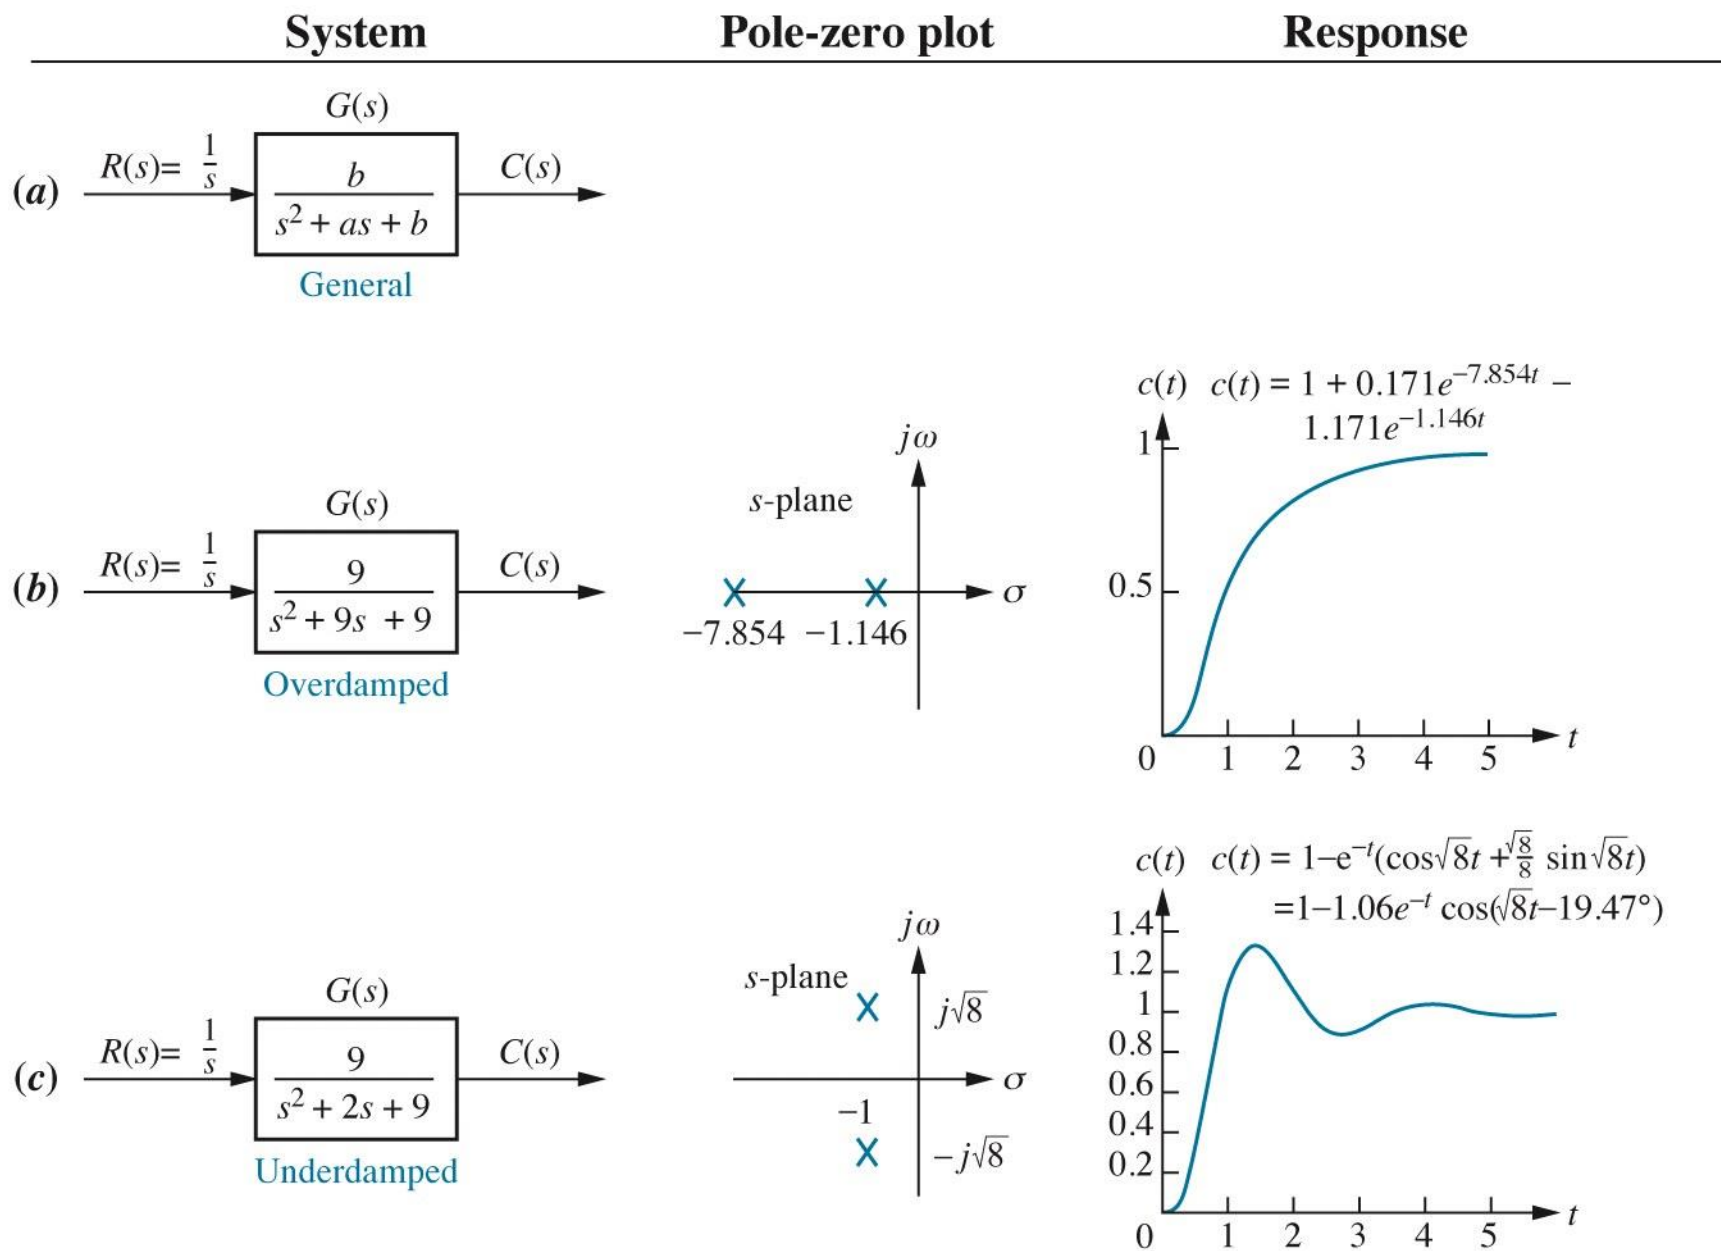 System Pole-zero plot Response
G(s)
(a) R(s)= 1/s b/(s² + as + b) C(s)
General
c(t) c(t) = 1 + 0.171e^−7.854t −
1.171e^−1.146t
jω
1
s-plane
G(s)
(b) R(s)= 1/s 9/(s² + 9s + 9) C(s)
σ
0.5
−7.854 −1.146
Overdamped
t
0 1 2 3 4 5
c(t) c(t) = 1−e^−t(cos√8t + √8/8 sin√8t)
=1−1.06e^−t cos(√8t−19.47°)
jω
1.4
s-plane
1.2
G(s)
j√8
1
(c) R(s)= 1/s 9/(s² + 2s + 9) C(s)
σ
0.8
0.6
−1
0.4
−j√8
0.2
Underdamped
t
0 1 2 3 4 5